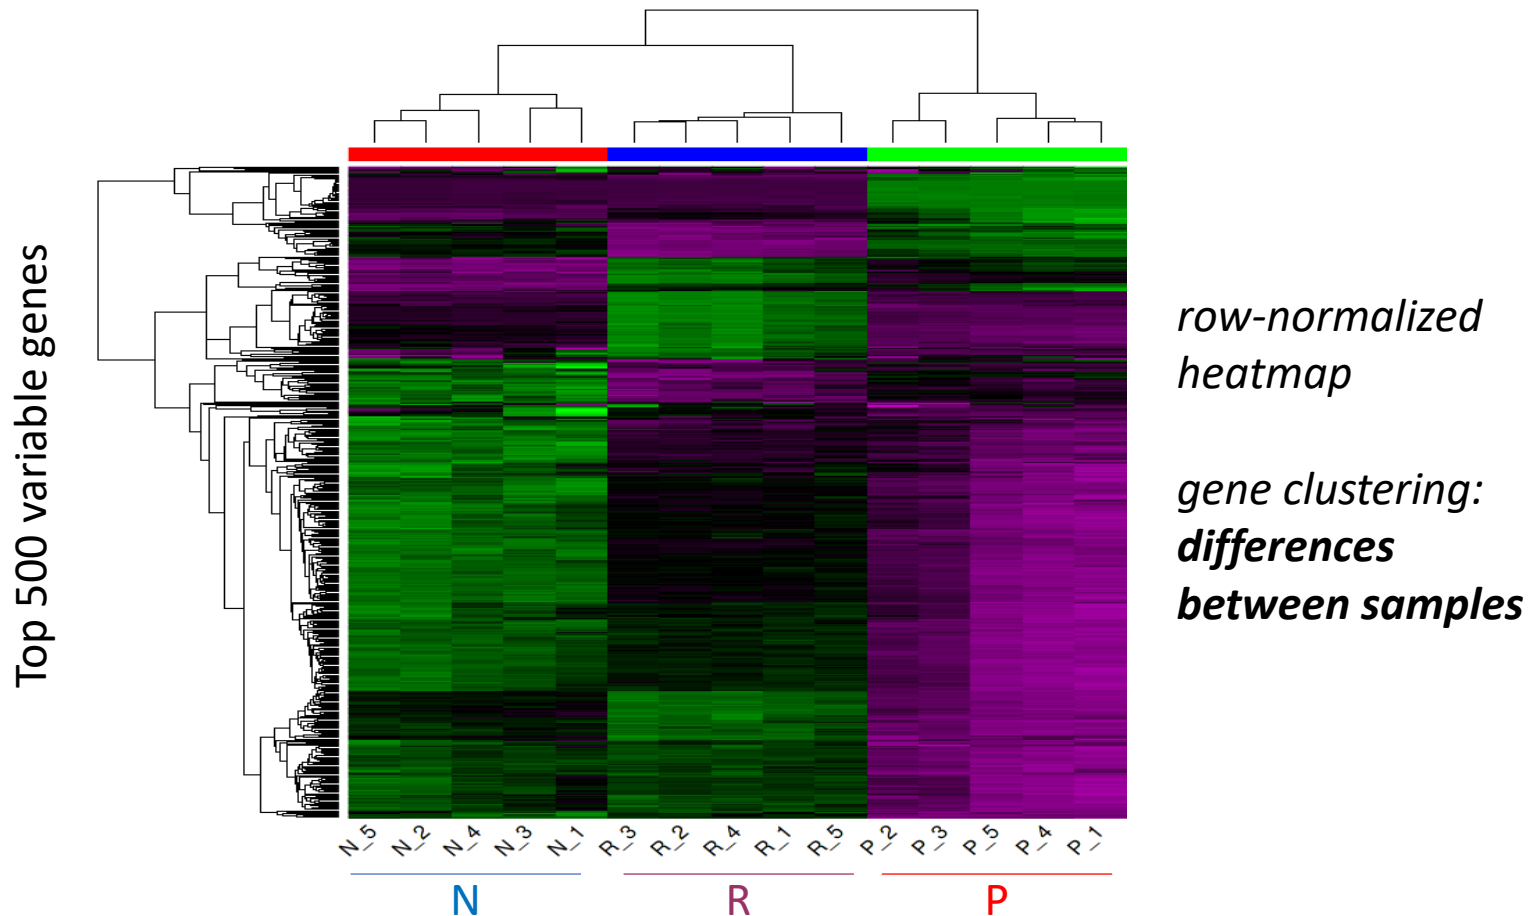 Top 500 variable genes
row-normalized
heatmap
gene clustering:
differences
between samples
N_5 N_2 N_4 N_3 N_1 R_3 R_2 R_4 R_1 R_5 P_2 P_3 P_5 P_4 P_1
N R P